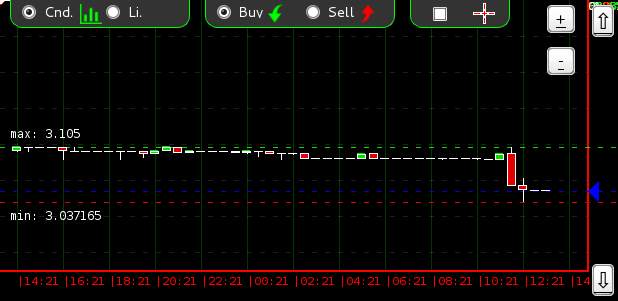 Cnd. Li. Buy Sell
+
-
max: 3.105
min: 3.037165
|14:21 |16:21 |18:21 |20:21 |22:21 |00:21 |02:21 |04:21 |06:21 |08:21 |10:21 |12:21 |14